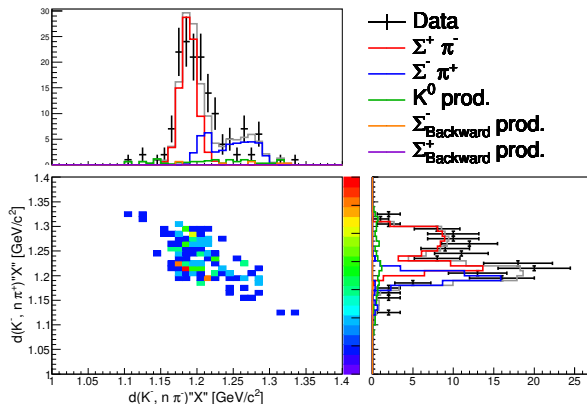 30
25
20
15
10
5
0
Data
Σ⁺ π⁻
Σ⁻ π⁺
K⁰ prod.
Σ⁻Backward prod.
Σ⁺Backward prod.
1.4
1.35
1.3
1.25
1.2
1.15
1.1
1.05
1
d(K⁻, n π⁺)"X" [GeV/c²]
1 1.05 1.1 1.15 1.2 1.25 1.3 1.35 1.4
d(K⁻, n π⁻)"X" [GeV/c²]
0 5 10 15 20 25